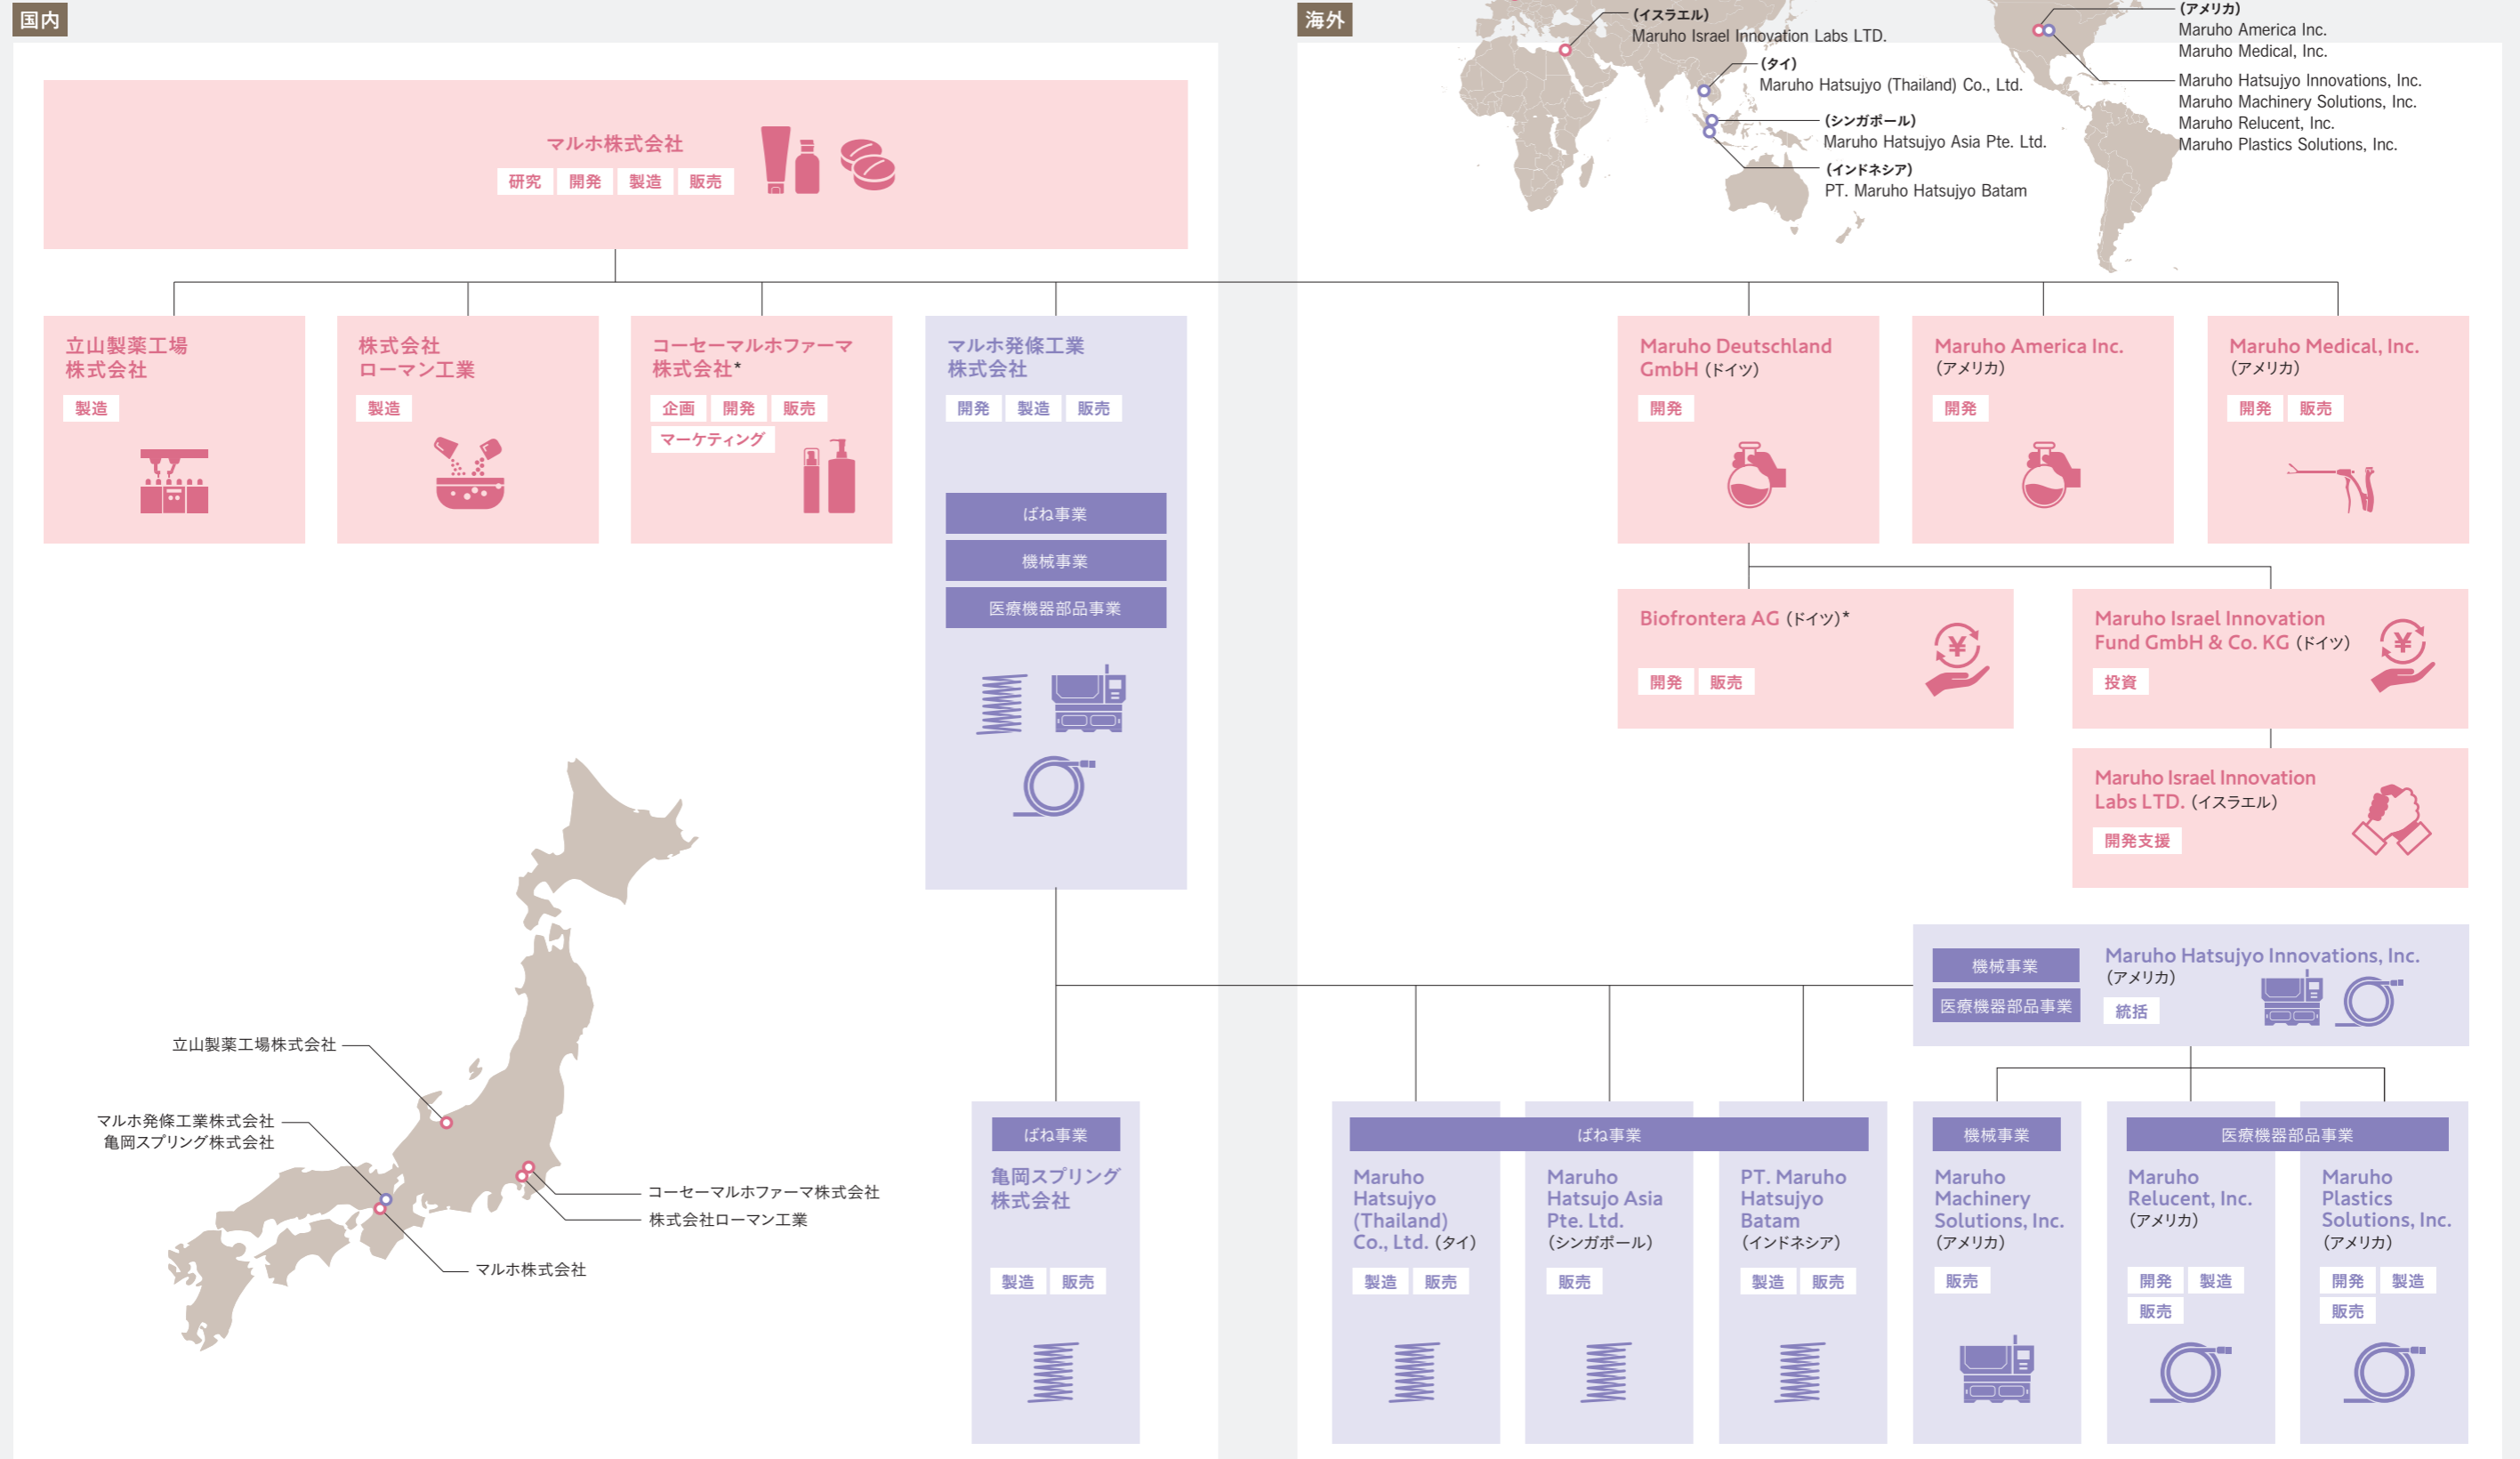 国内
マルホ株式会社
研究 開発 製造 販売
立山製薬工場
株式会社
製造
株式会社
ローマン工業
製造
コーセーマルホファーマ
株式会社*
企画 開発 販売
マーケティング
マルホ発條工業
株式会社
開発 製造 販売
ばね事業
機械事業
医療機器部品事業
立山製薬工場株式会社
マルホ発條工業株式会社
亀岡スプリング株式会社
コーセーマルホファーマ株式会社
株式会社ローマン工業
マルホ株式会社
ばね事業
亀岡スプリング
株式会社
製造 販売
海外
(イスラエル)
Maruho Israel Innovation Labs LTD.
(タイ)
Maruho Hatsujyo (Thailand) Co., Ltd.
(シンガポール)
Maruho Hatsujyo Asia Pte. Ltd.
(インドネシア)
PT. Maruho Hatsujyo Batam
(アメリカ)
Maruho America Inc.
Maruho Medical, Inc.
Maruho Hatsujyo Innovations, Inc.
Maruho Machinery Solutions, Inc.
Maruho Relucent, Inc.
Maruho Plastics Solutions, Inc.
Maruho Deutschland
GmbH (ドイツ)
開発
Maruho America Inc.
(アメリカ)
開発
Maruho Medical, Inc.
(アメリカ)
開発 販売
Biofrontera AG (ドイツ)*
開発 販売
¥
Maruho Israel Innovation
Fund GmbH & Co. KG (ドイツ)
投資
¥
Maruho Israel Innovation
Labs LTD. (イスラエル)
開発支援
機械事業
医療機器部品事業
Maruho Hatsujyo Innovations, Inc.
(アメリカ)
統括
ばね事業
Maruho
Hatsujyo
(Thailand)
Co., Ltd. (タイ)
製造 販売
Maruho
Hatsujo Asia
Pte. Ltd.
(シンガポール)
販売
PT. Maruho
Hatsujyo
Batam
(インドネシア)
製造 販売
機械事業
Maruho
Machinery
Solutions, Inc.
(アメリカ)
販売
医療機器部品事業
Maruho
Relucent, Inc.
(アメリカ)
開発 製造
販売
Maruho
Plastics
Solutions, Inc.
(アメリカ)
開発 製造
販売